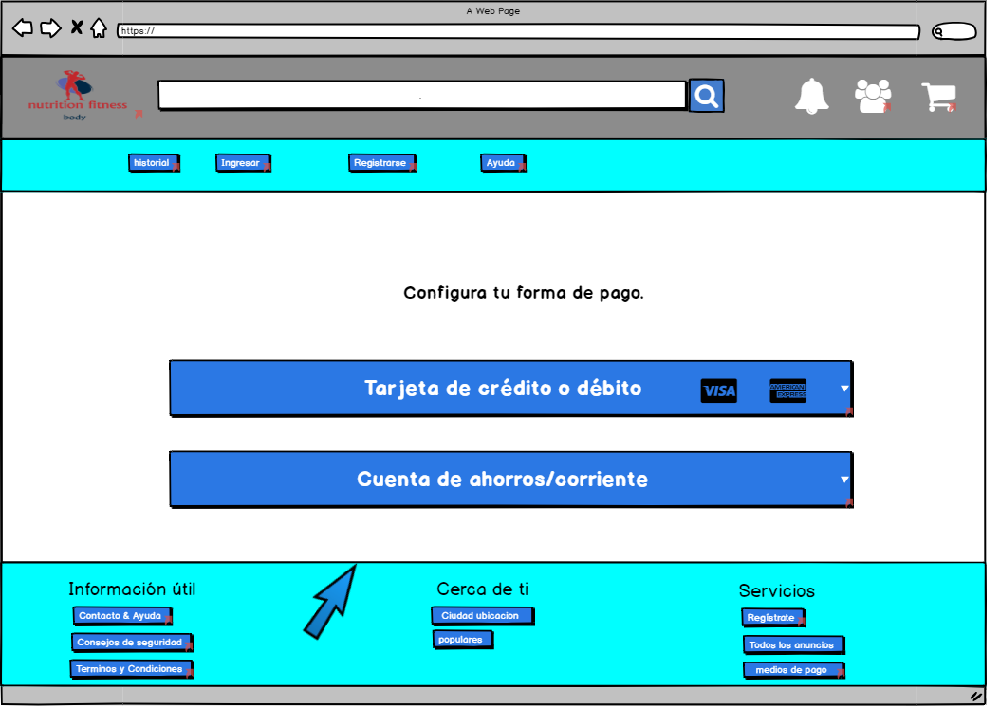 A Web Page
https://
nutrition fitness
body
historial
Ingresar
Registrarse
Ayuda
Configura tu forma de pago.
Tarjeta de crédito o débito
VISA
AMERICAN
EXPRESS
Cuenta de ahorros/corriente
Información útil
Contacto & Ayuda
Consejos de seguridad
Terminos y Condiciones
Cerca de ti
Ciudad ubicacion
populares
Servicios
Registrate
Todos los anuncios
medios de pago